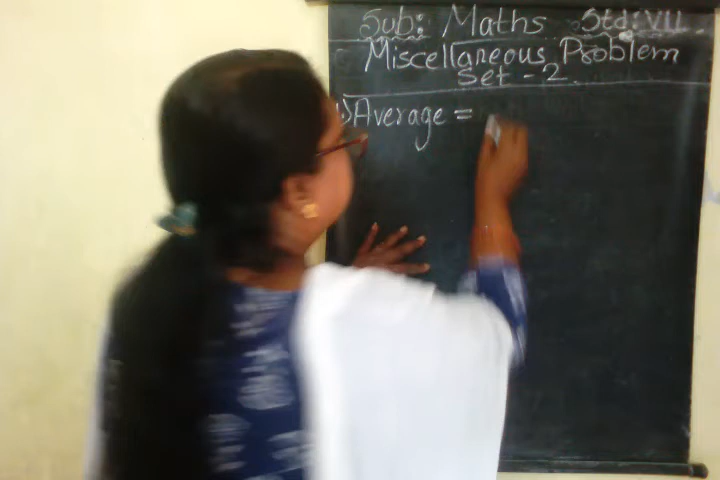 Sub: Maths Std: VII.
Miscellaneous Problem
Set - 2
1) Average =